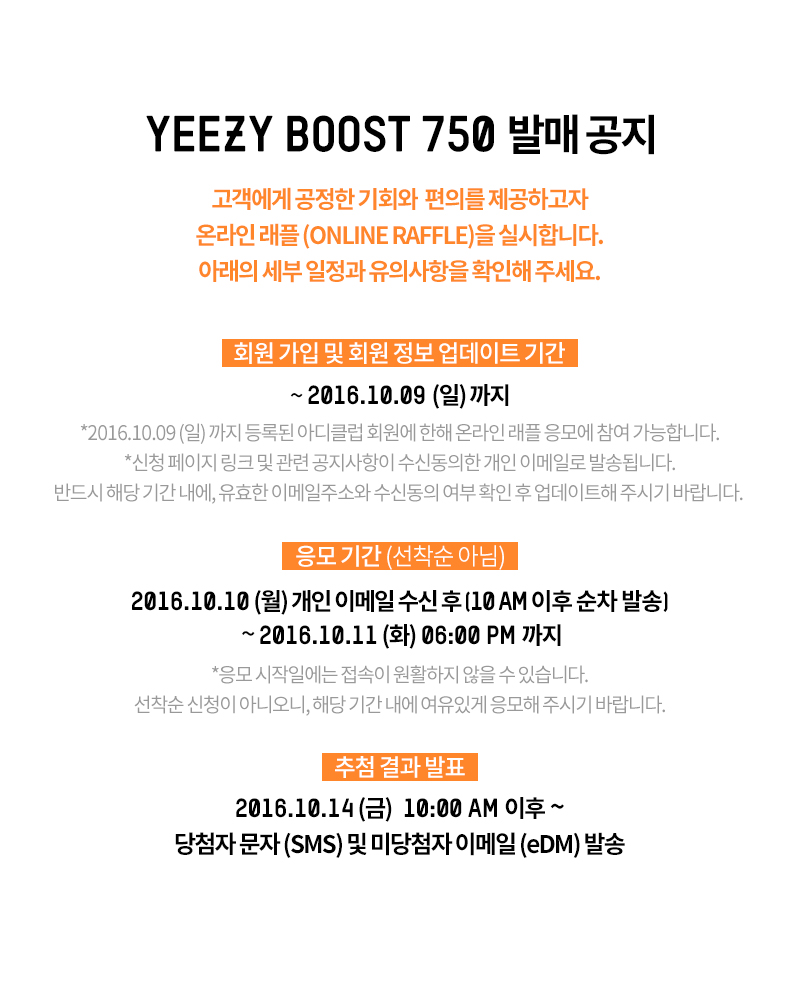 YEEZY BOOST 750 발매 공지
고객에게 공정한 기회와 편의를 제공하고자
온라인 래플 (ONLINE RAFFLE)을 실시합니다.
아래의 세부 일정과 유의사항을 확인해 주세요.
회원 가입 및 회원 정보 업데이트 기간
~ 2016.10.09 (일) 까지
*2016.10.09 (일) 까지 등록된 아디클럽 회원에 한해 온라인 래플 응모에 참여 가능합니다.
*신청 페이지 링크 및 관련 공지사항이 수신동의한 개인 이메일로 발송됩니다.
반드시 해당 기간 내에, 유효한 이메일주소와 수신동의 여부 확인 후 업데이트해 주시기 바랍니다.
응모 기간 (선착순 아님)
2016.10.10 (월) 개인 이메일 수신 후 (10 AM 이후 순차 발송)
~ 2016.10.11 (화) 06:00 PM 까지
*응모 시작일에는 접속이 원활하지 않을 수 있습니다.
선착순 신청이 아니오니, 해당 기간 내에 여유있게 응모해 주시기 바랍니다.
추첨 결과 발표
2016.10.14 (금) 10:00 AM 이후 ~
당첨자 문자 (SMS) 및 미당첨자 이메일 (eDM) 발송